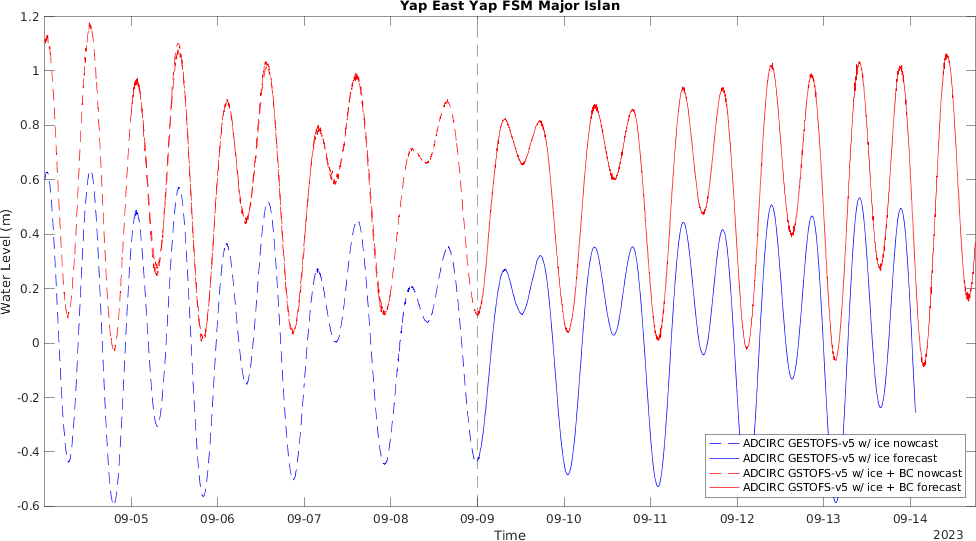 Yap East Yap FSM Major Islan
1.2
1
0.8
0.6
0.4
0.2
0
-0.2
-0.4
-0.6
Water Level (m)
ADCIRC GESTOFS-v5 w/ ice nowcast
ADCIRC GESTOFS-v5 w/ ice forecast
ADCIRC GSTOFS-v5 w/ ice + BC nowcast
ADCIRC GSTOFS-v5 w/ ice + BC forecast
09-05 09-06 09-07 09-08 09-09 09-10 09-11 09-12 09-13 09-14
Time
2023